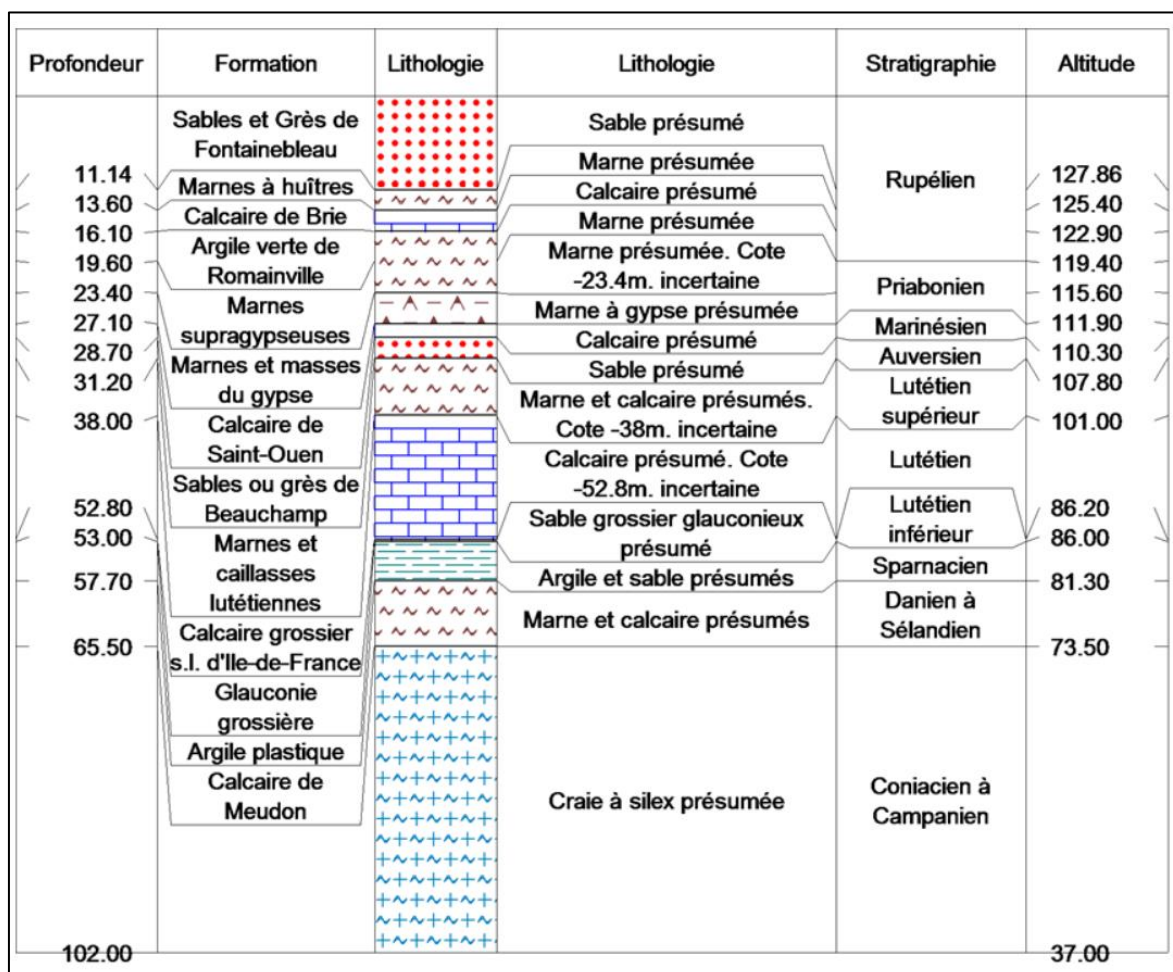 Profondeur
Formation
Lithologie
Lithologie
Stratigraphie
Altitude
11.14
13.60
16.10
19.60
23.40
27.10
28.70
31.20
38.00
52.80
53.00
57.70
65.50
102.00
Sables et Grès de
Fontainebleau
Marnes à huîtres
Calcaire de Brie
Argile verte de
Romainville
Marnes
supragypseuses
Marnes et masses
du gypse
Calcaire de
Saint-Ouen
Sables ou grès de
Beauchamp
Marnes et
caillasses
lutétiennes
Calcaire grossier
s.l. d'Ile-de-France
Glauconie
grossière
Argile plastique
Calcaire de
Meudon
Sable présumé
Marne présumée
Calcaire présumé
Marne présumée
Marne présumée. Cote
-23.4m. incertaine
Marne à gypse présumée
Calcaire présumé
Sable présumé
Marne et calcaire présumés.
Cote -38m. incertaine
Calcaire présumé. Cote
-52.8m. incertaine
Sable grossier glauconieux
présumé
Argile et sable présumés
Marne et calcaire présumés
Craie à silex présumée
Rupélien
Priabonien
Marinésien
Auversien
Lutétien
supérieur
Lutétien
Lutétien
inférieur
Sparnacien
Danien à
Sélandien
Coniacien à
Campanien
127.86
125.40
122.90
119.40
115.60
111.90
110.30
107.80
101.00
86.20
86.00
81.30
73.50
37.00